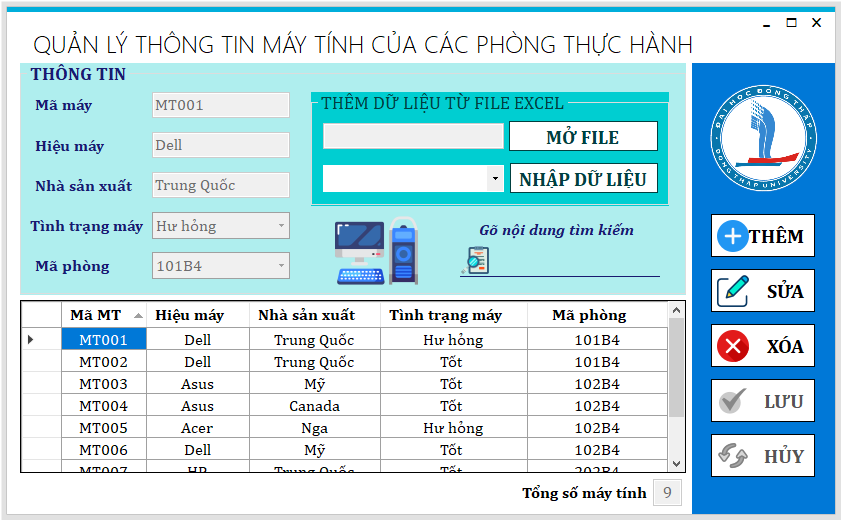 QUẢN LÝ THÔNG TIN MÁY TÍNH CỦA CÁC PHÒNG THỰC HÀNH
THÔNG TIN
Mã máy MT001
Hiệu máy Dell
Nhà sản xuất Trung Quốc
Tình trạng máy Hư hỏng
Mã phòng 101B4
THÊM DỮ LIỆU TỪ FILE EXCEL
MỞ FILE
NHẬP DỮ LIỆU
Gõ nội dung tìm kiếm
ĐẠI HỌC ĐỒNG THÁP
DONG THAP UNIVERSITY
THÊM
SỬA
XÓA
LƯU
HỦY
Mã MT Hiệu máy Nhà sản xuất Tình trạng máy Mã phòng
MT001 Dell Trung Quốc Hư hỏng 101B4
MT002 Dell Trung Quốc Tốt 101B4
MT003 Asus Mỹ Tốt 102B4
MT004 Asus Canada Tốt 102B4
MT005 Acer Nga Hư hỏng 102B4
MT006 Dell Mỹ Tốt 102B4
MT007 HP Trung Quốc Tốt 202B4
Tổng số máy tính 9